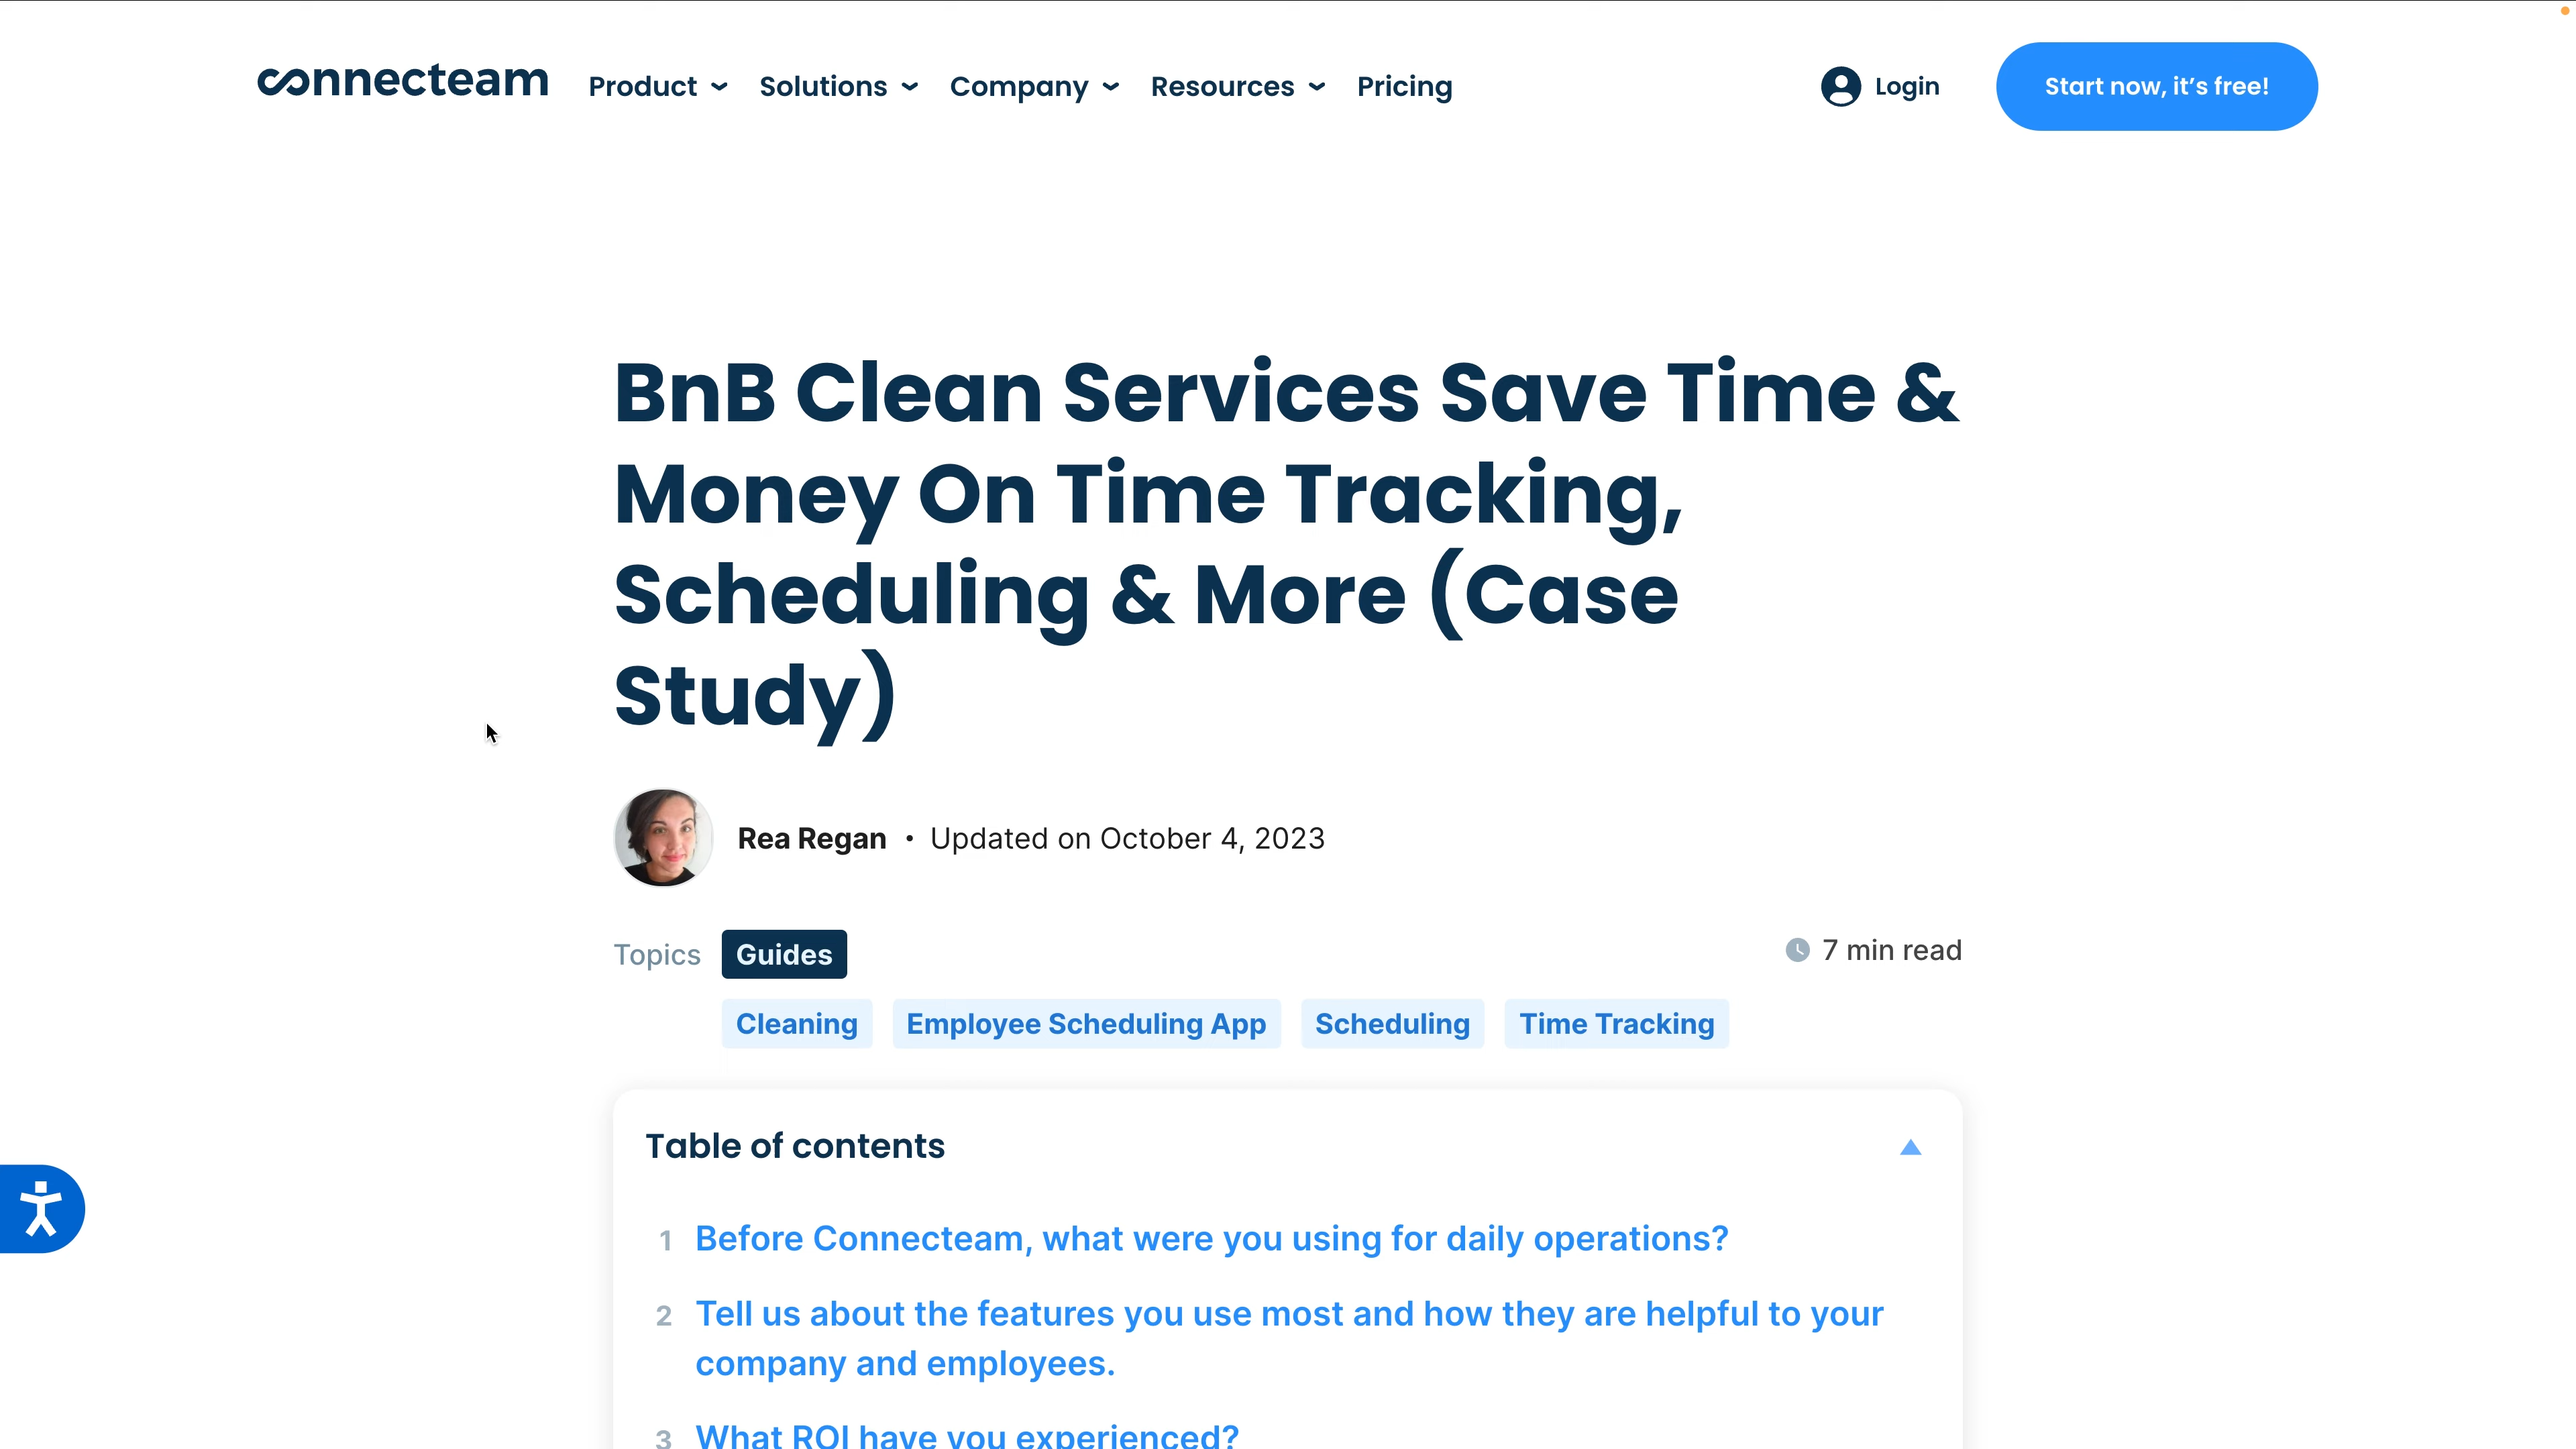 connecteam Product Solutions Company Resources Pricing Login Start now, it’s free!
BnB Clean Services Save Time &
Money On Time Tracking,
Scheduling & More (Case
Study)
Rea Regan • Updated on October 4, 2023
Topics Guides 7 min read
Cleaning Employee Scheduling App Scheduling Time Tracking
Table of contents
1 Before Connecteam, what were you using for daily operations?
2 Tell us about the features you use most and how they are helpful to your
company and employees.
3 What ROI have you experienced?